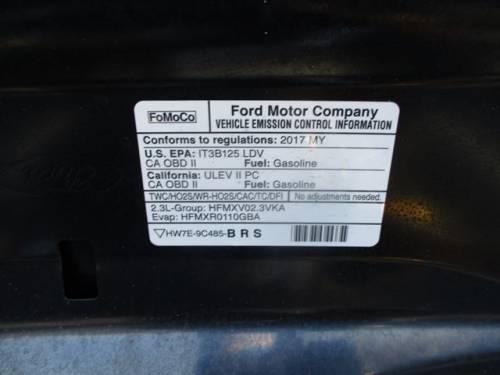 FoMoCo
Ford Motor Company
VEHICLE EMISSION CONTROL INFORMATION
Conforms to regulations: 2017 MY
U.S. EPA: IT3B125 LDV
CA OBD II Fuel: Gasoline
California: ULEV II PC
CA OBD II Fuel: Gasoline
TWC/HO2S/WR-HO2S/CAC/TC/DFI No adjustments needed.
2.3L-Group: HFMXV02.3VKA
Evap: HFMXR0110GBA
HW7E-9C485-BRS